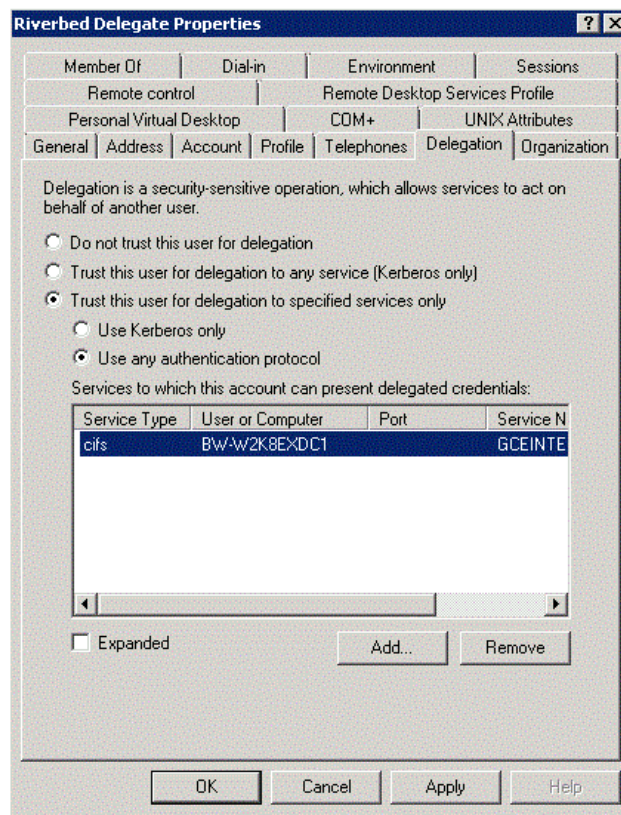 Riverbed Delegate Properties
Member Of Dial-in Environment Sessions
Remote control Remote Desktop Services Profile
Personal Virtual Desktop COM+ UNIX Attributes
General Address Account Profile Telephones Delegation Organization
Delegation is a security-sensitive operation, which allows services to act on
behalf of another user.
Do not trust this user for delegation
Trust this user for delegation to any service (Kerberos only)
Trust this user for delegation to specified services only
Use Kerberos only
Use any authentication protocol
Services to which this account can present delegated credentials:
Service Type User or Computer Port Service N
cifs BW-W2K8EXDC1 GCEINTE
Expanded Add... Remove
OK Cancel Apply Help